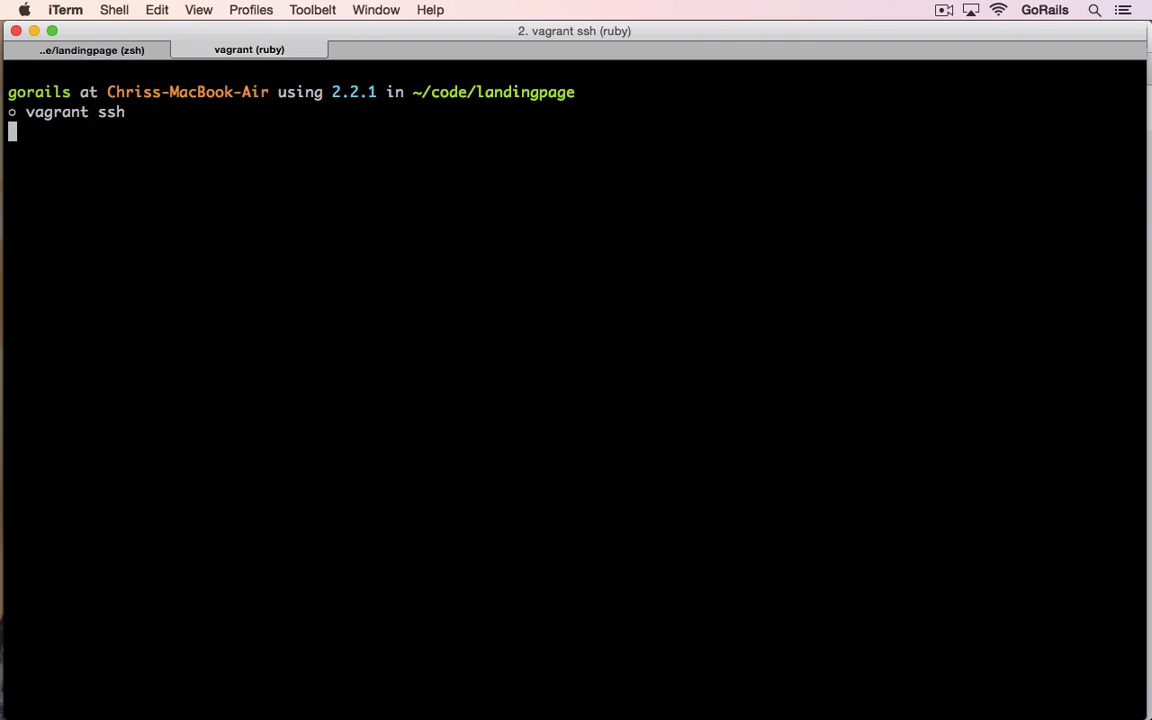 iTerm Shell Edit View Profiles Toolbelt Window Help GoRails
2. vagrant ssh (ruby)
..e/landingpage (zsh) vagrant (ruby)
gorails at Chriss-MacBook-Air using 2.2.1 in ~/code/landingpage
○ vagrant ssh